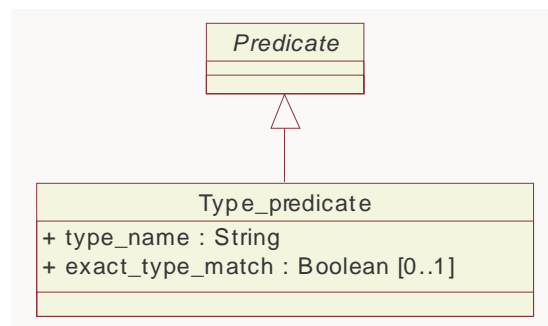 Predicate
Type_predicate
+ type_name : String
+ exact_type_match : Boolean [0..1]